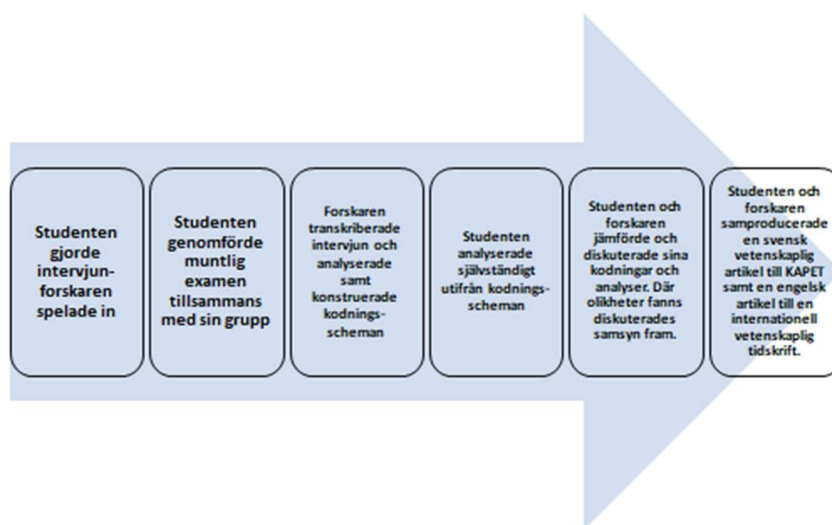 Studenten
gjorde
intervjun-
forskaren
spelade in
Studenten
genomförde
muntlig
examen
tillsammans
med sin grupp
Forskaren
transkriberade
intervjun och
analyserade
samt
konstruerade
kodnings-
scheman
Studenten
analyserade
självständigt
utifrån kodnings-
scheman
Studenten och
forskaren
jämförde och
diskuterade sina
kodningar och
analyser. Där
olikheter fanns
diskuterades
samsyn fram.
Studenten och
forskaren
samproducerade
en svensk
vetenskaplig
artikel till KAPET
samt en engelsk
artikel till en
internationell
vetenskaplig
tidskrift.